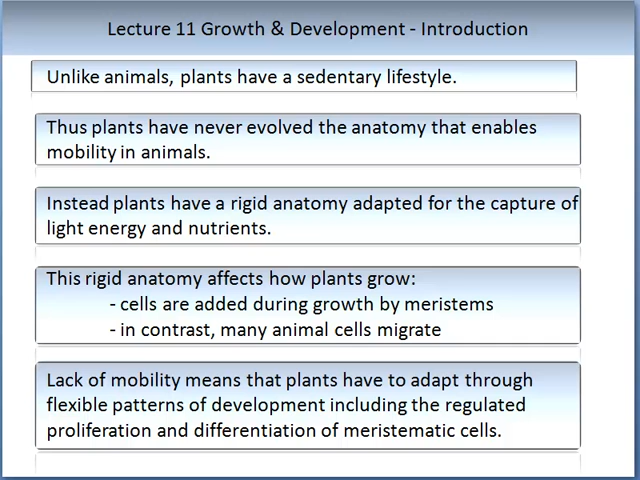 Lecture 11 Growth & Development - Introduction
Unlike animals, plants have a sedentary lifestyle.
Thus plants have never evolved the anatomy that enables
mobility in animals.
Instead plants have a rigid anatomy adapted for the capture of
light energy and nutrients.
This rigid anatomy affects how plants grow:
- cells are added during growth by meristems
- in contrast, many animal cells migrate
Lack of mobility means that plants have to adapt through
flexible patterns of development including the regulated
proliferation and differentiation of meristematic cells.